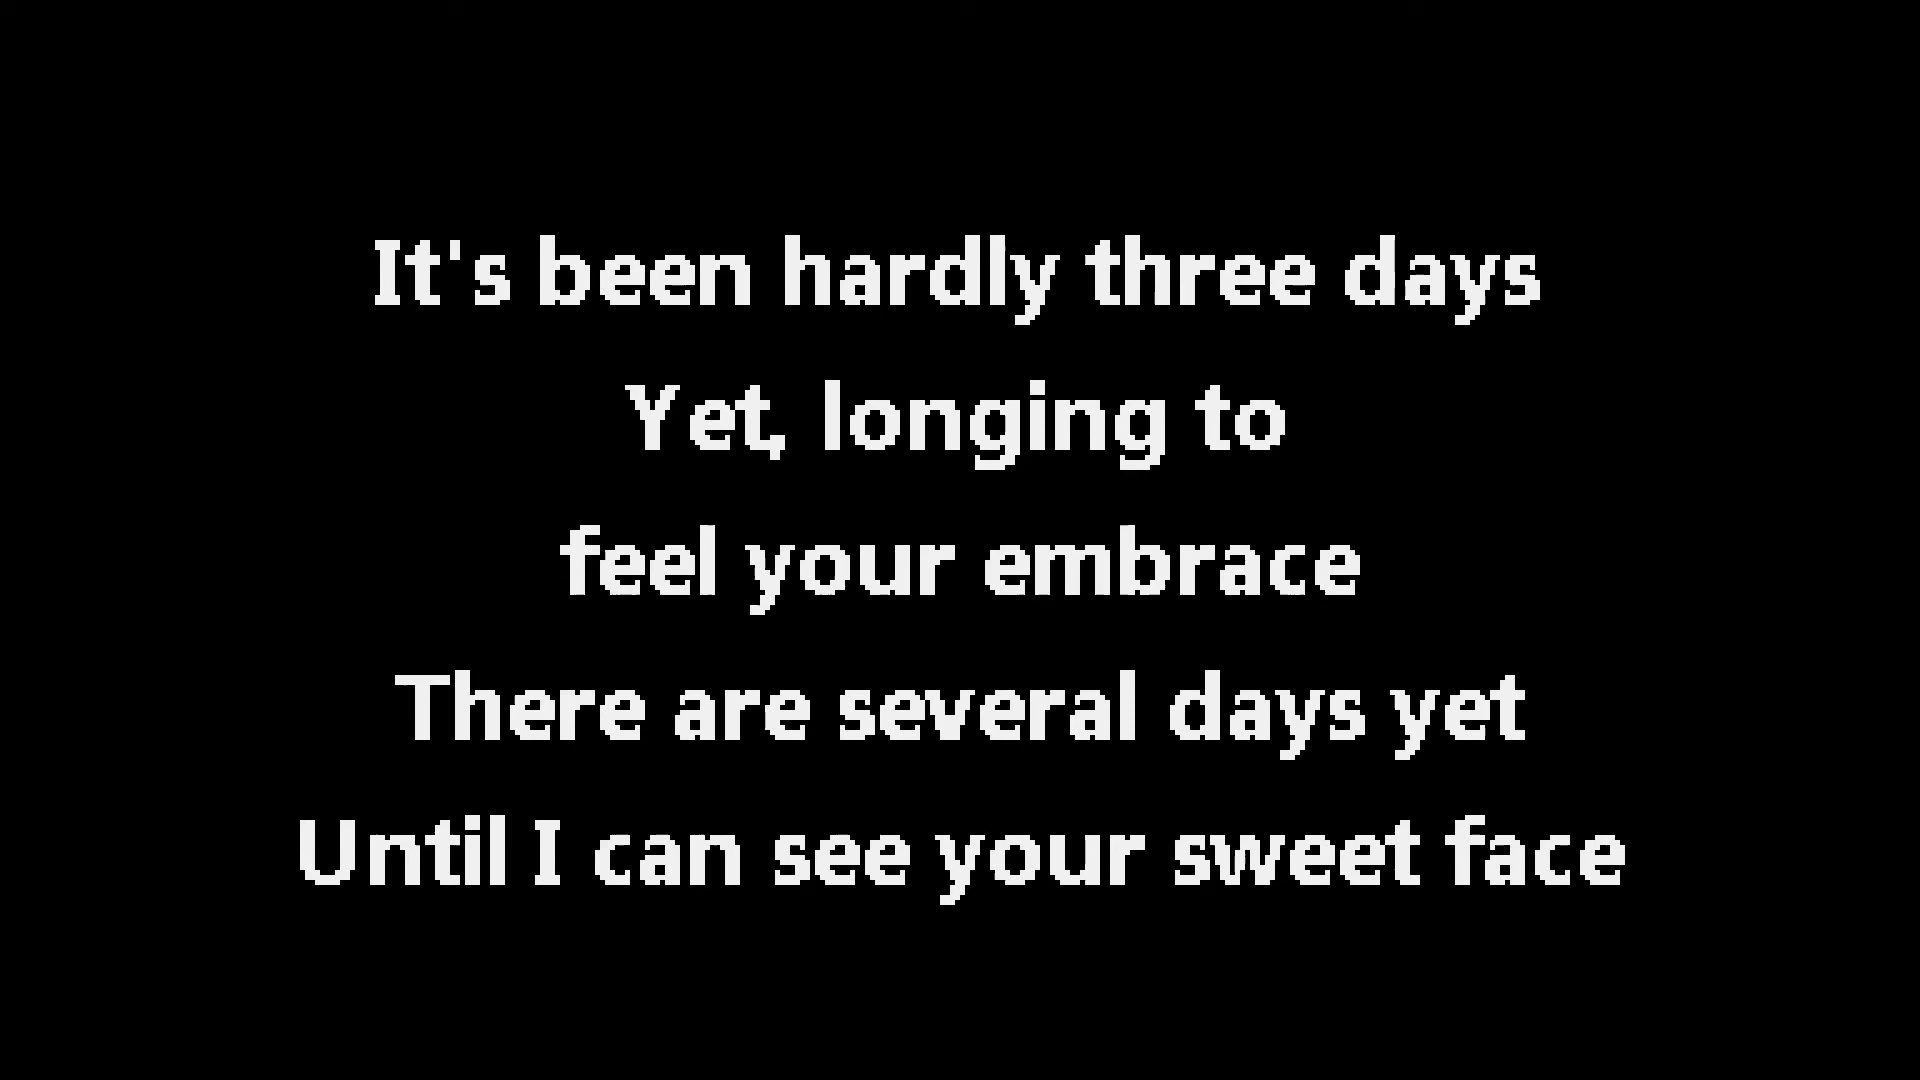 It's been hardly three days
Yet, longing to
feel your embrace
There are several days yet
Until I can see your sweet face